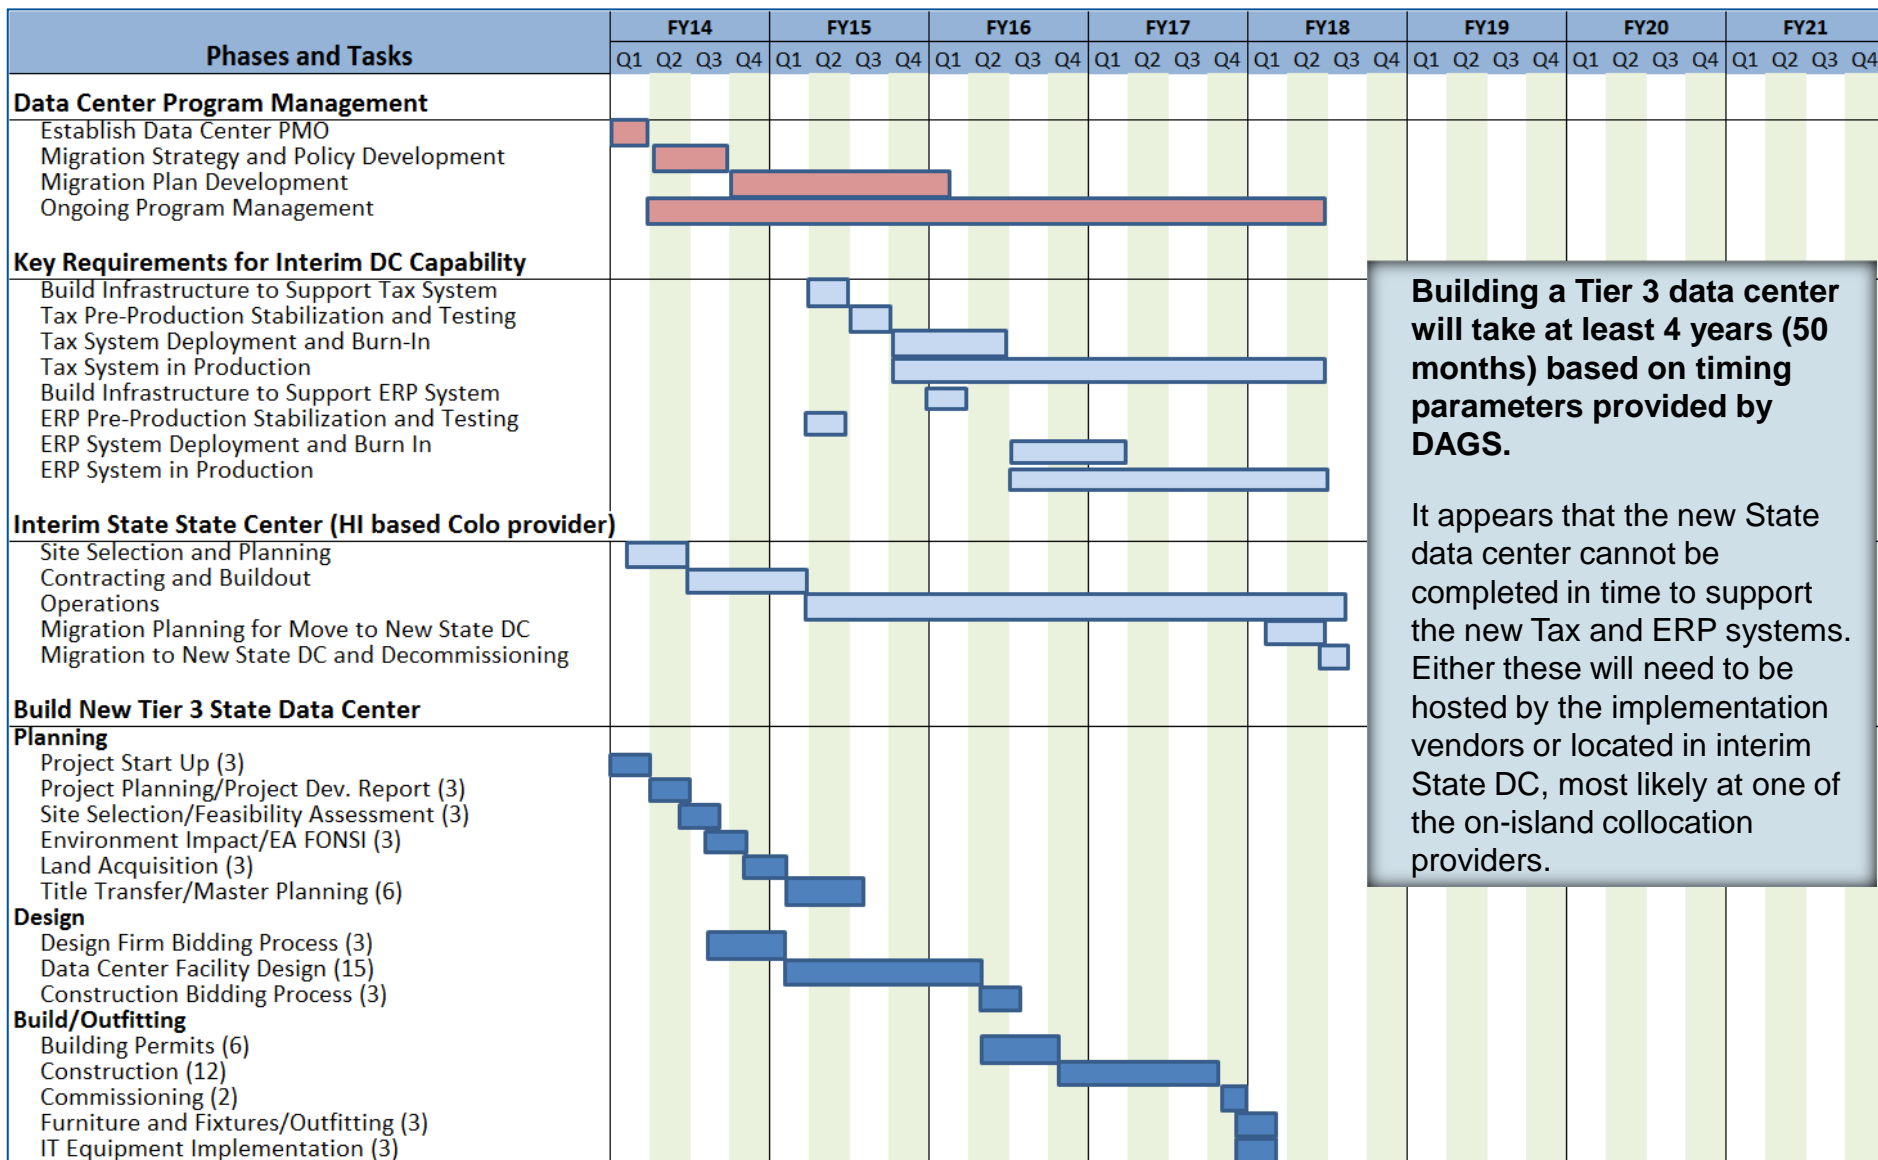 FY14 FY15 FY16 FY17 FY18 FY19 FY20 FY21
Phases and Tasks
Q1 Q2 Q3 Q4 Q1 Q2 Q3 Q4 Q1 Q2 Q3 Q4 Q1 Q2 Q3 Q4 Q1 Q2 Q3 Q4 Q1 Q2 Q3 Q4 Q1 Q2 Q3 Q4 Q1 Q2 Q3 Q4
Data Center Program Management
Establish Data Center PMO
Migration Strategy and Policy Development
Migration Plan Development
Ongoing Program Management
Key Requirements for Interim DC Capability
Build Infrastructure to Support Tax System
Tax Pre-Production Stabilization and Testing
Tax System Deployment and Burn-In
Tax System in Production
Build Infrastructure to Support ERP System
ERP Pre-Production Stabilization and Testing
ERP System Deployment and Burn In
ERP System in Production
Interim State State Center (HI based Colo provider)
Site Selection and Planning
Contracting and Buildout
Operations
Migration Planning for Move to New State DC
Migration to New State DC and Decommissioning
Build New Tier 3 State Data Center
Planning
Project Start Up (3)
Project Planning/Project Dev. Report (3)
Site Selection/Feasibility Assessment (3)
Environment Impact/EA FONSI (3)
Land Acquisition (3)
Title Transfer/Master Planning (6)
Design
Design Firm Bidding Process (3)
Data Center Facility Design (15)
Construction Bidding Process (3)
Build/Outfitting
Building Permits (6)
Construction (12)
Commissioning (2)
Furniture and Fixtures/Outfitting (3)
IT Equipment Implementation (3)
Building a Tier 3 data center
will take at least 4 years (50
months) based on timing
parameters provided by
DAGS.
It appears that the new State
data center cannot be
completed in time to support
the new Tax and ERP systems.
Either these will need to be
hosted by the implementation
vendors or located in interim
State DC, most likely at one of
the on-island collocation
providers.